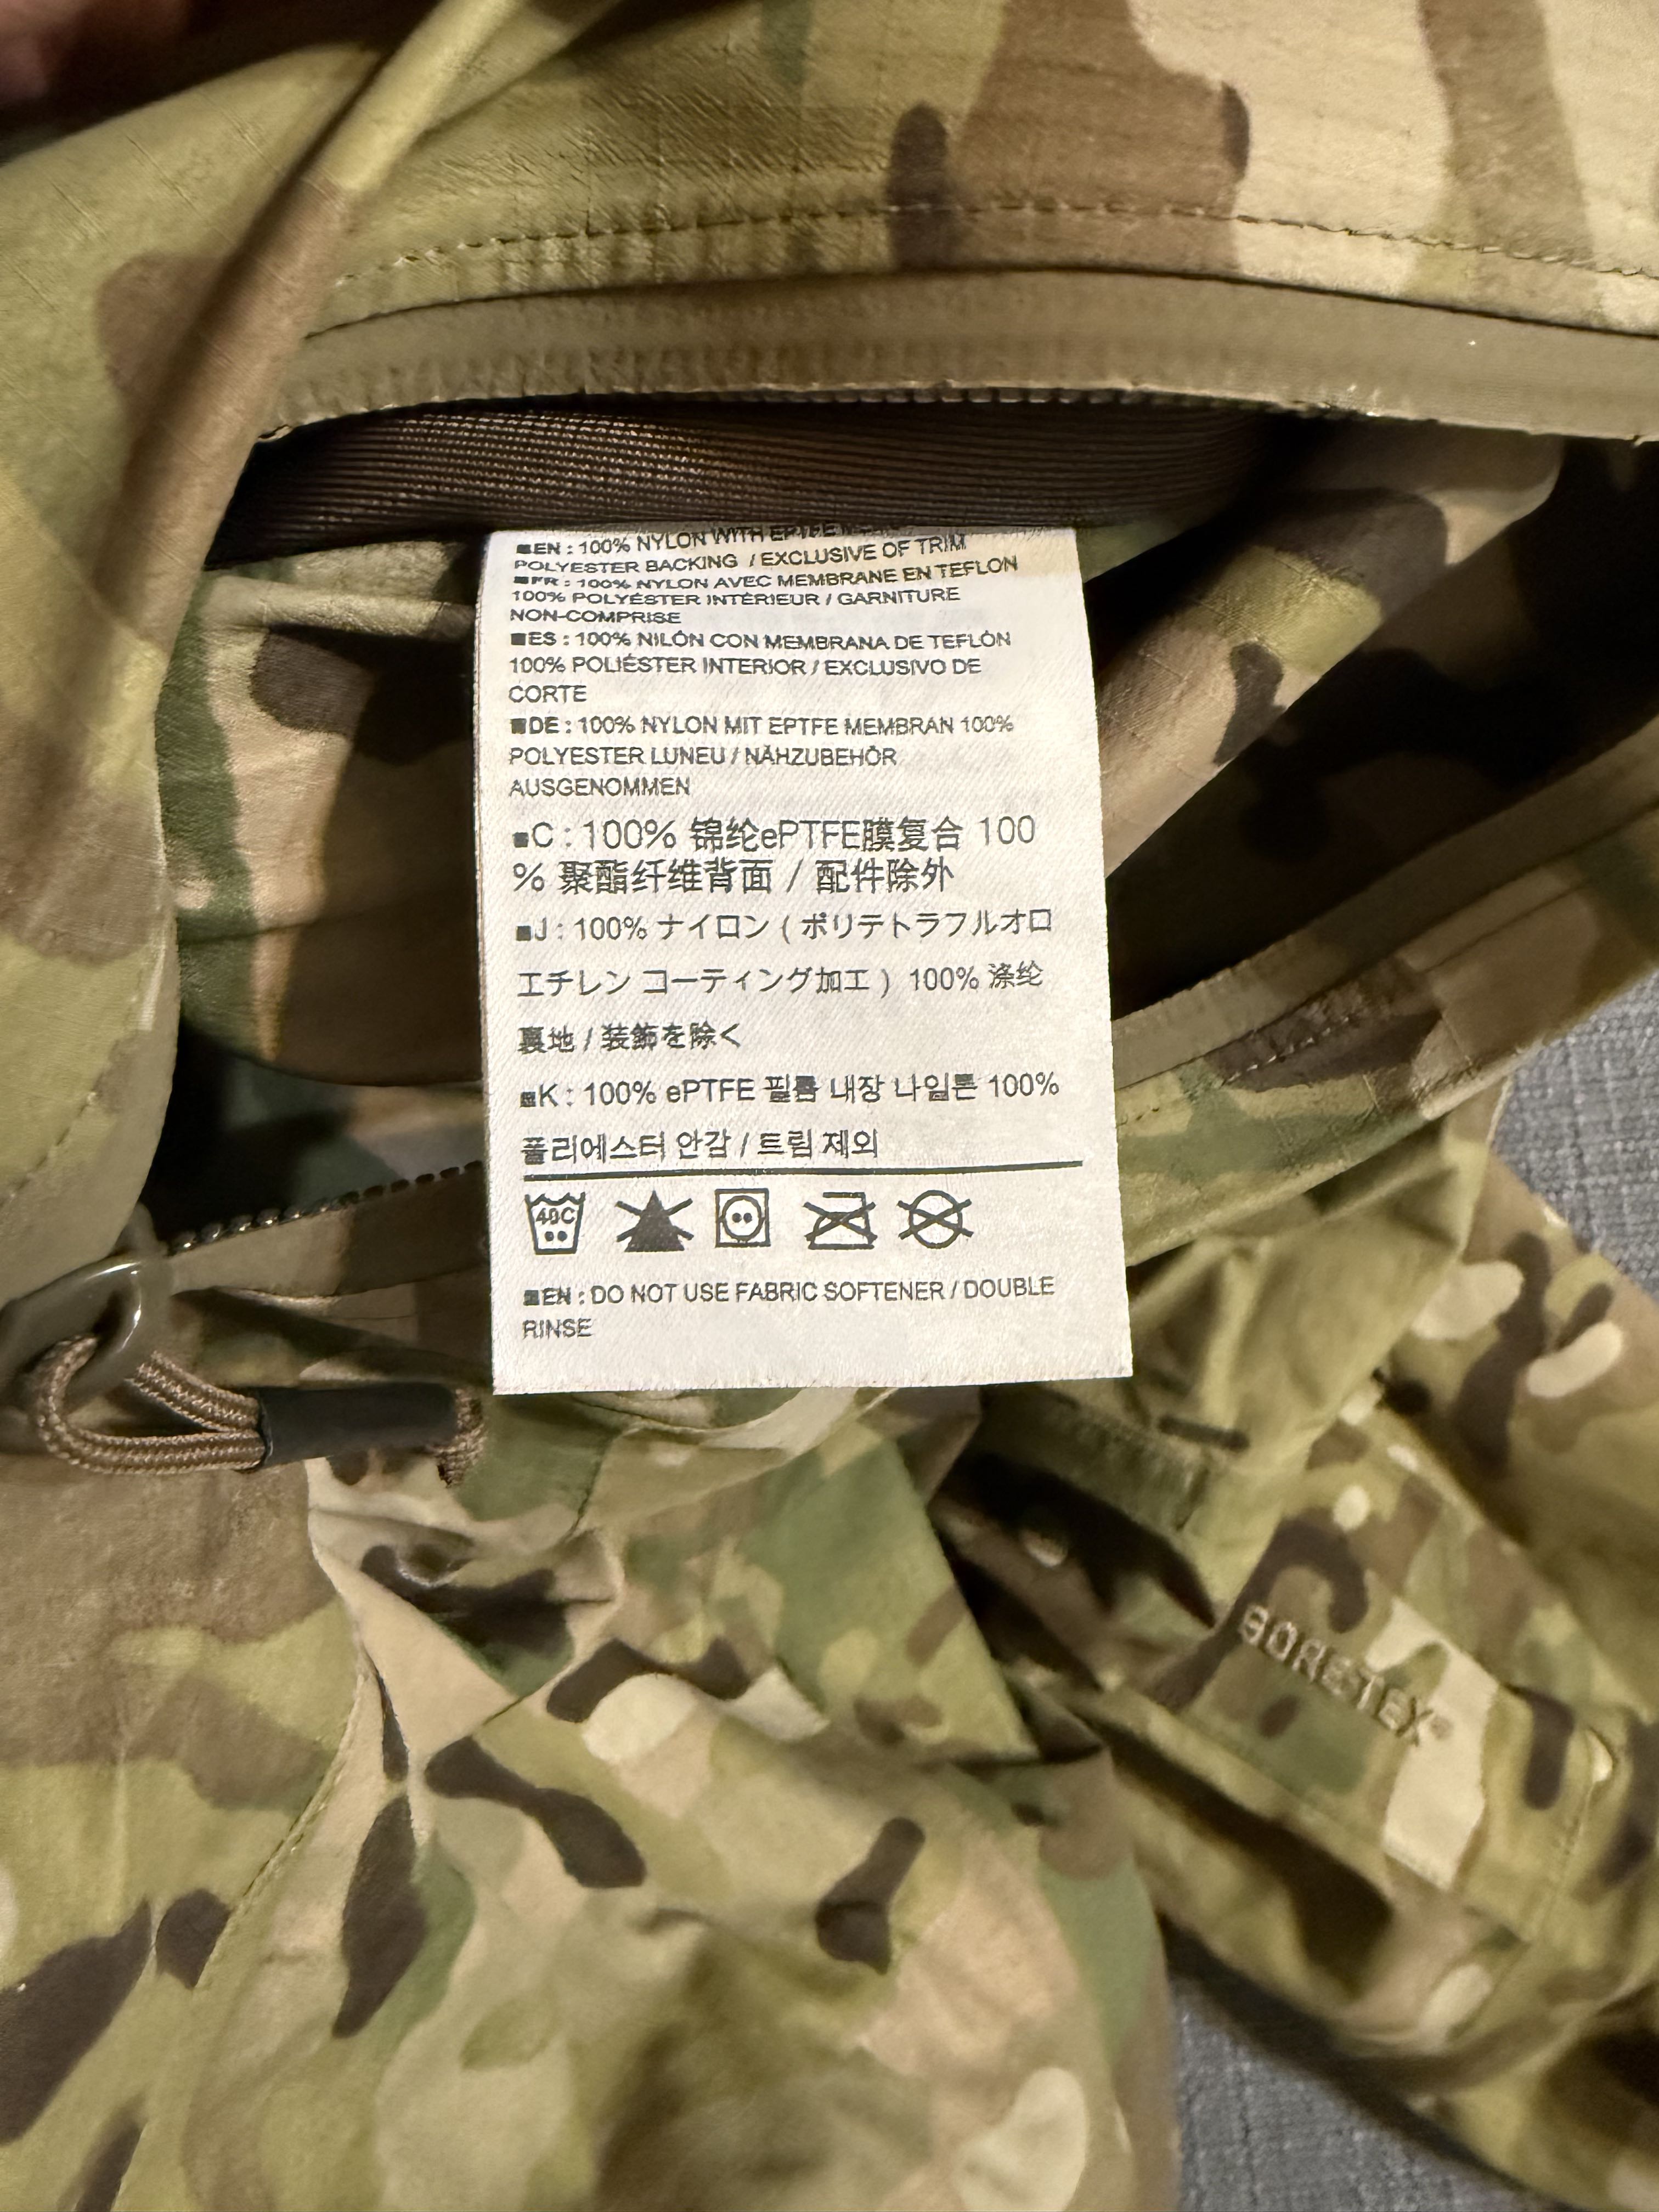 ■EN : 100% NYLON WITH EPTFE
POLYESTER BACKING / EXCLUSIVE OF TRIM
■FR : 100% NYLON AVEC MEMBRANE EN TEFLON
100% POLYÉSTER INTÉRIEUR / GARNITURE
NON-COMPRISE
■ES : 100% NILÓN CON MEMBRANA DE TEFLÓN
100% POLIÉSTER INTERIOR / EXCLUSIVO DE
CORTE
■DE : 100% NYLON MIT EPTFE MEMBRAN 100%
POLYESTER LUNEU / NÄHZUBEHÖR
AUSGENOMMEN
■C : 100% 锦纶ePTFE膜复合 100
% 聚酯纤维背面 / 配件除外
■J : 100% ナイロン ( ポリテトラフルオロ
エチレン コーティング加工 ) 100% 涤纶
裏地 / 装飾を除く
■K : 100% ePTFE 필름 내장 나일론 100%
폴리에스터 안감 / 트림 제외
40C
■EN : DO NOT USE FABRIC SOFTENER / DOUBLE
RINSE
GORE-TEX®